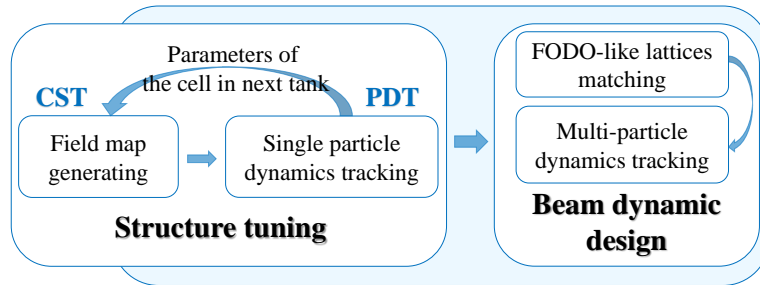 Parameters of
the cell in next tank
CST
PDT
Field map
generating
Single particle
dynamics tracking
Structure tuning
FODO-like lattices
matching
Multi-particle
dynamics tracking
Beam dynamic
design